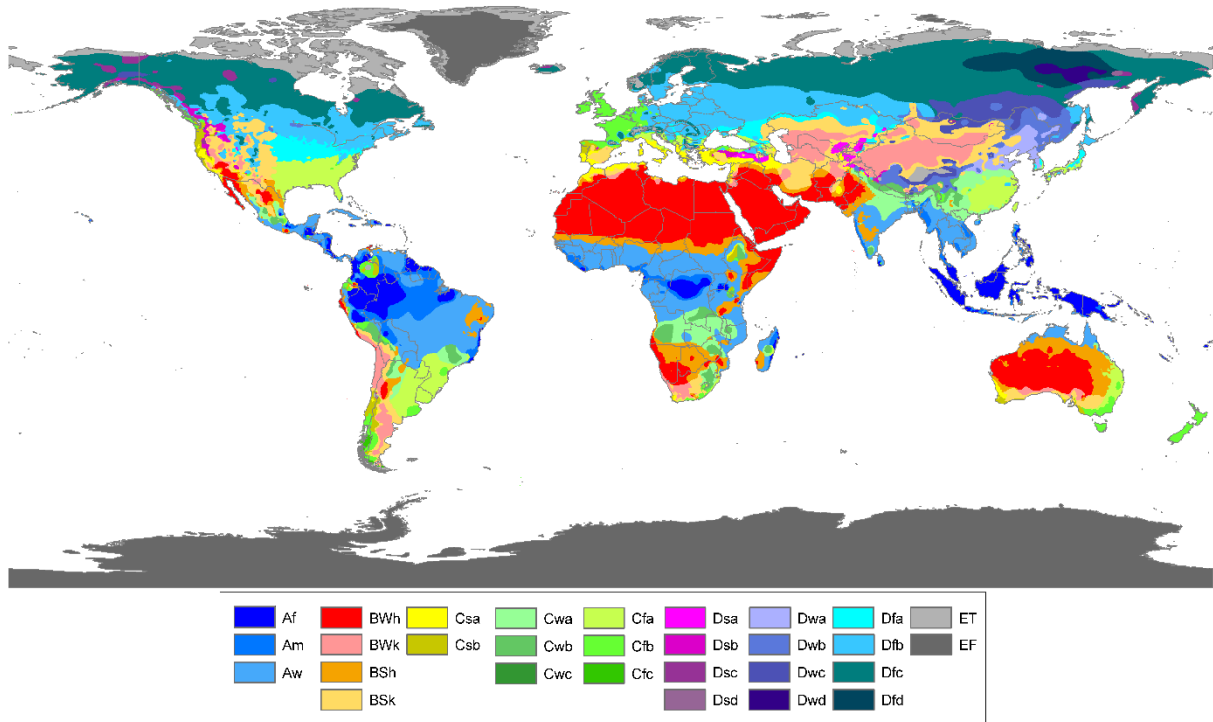 Af BWh Csa Cwa Cfa Dsa Dwa Dfa ET
Am BWk Csb Cwb Cfb Dsb Dwb Dfb EF
Aw BSh Cwc Cfc Dsc Dwc Dfc
BSk Dsd Dwd Dfd